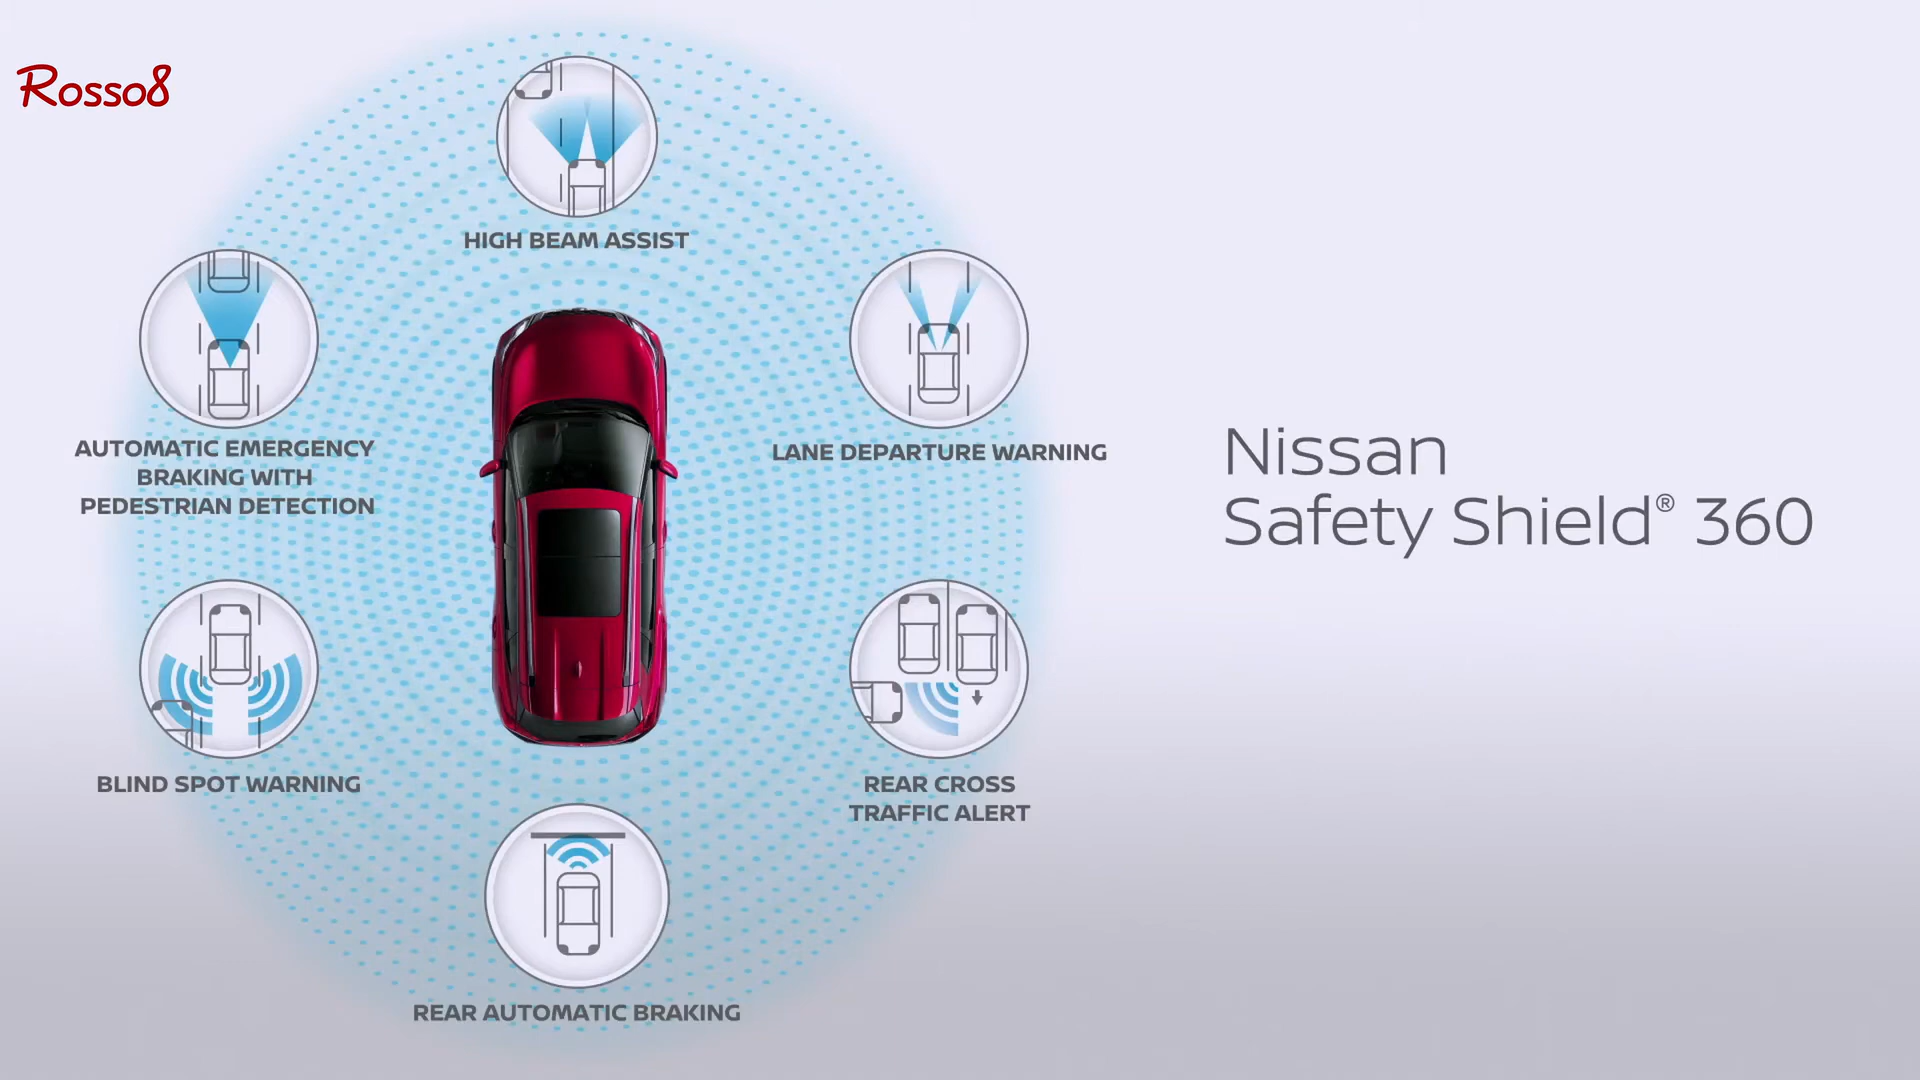 Rosso8
HIGH BEAM ASSIST
AUTOMATIC EMERGENCY
BRAKING WITH
PEDESTRIAN DETECTION
LANE DEPARTURE WARNING
Nissan
Safety Shield® 360
BLIND SPOT WARNING
REAR CROSS
TRAFFIC ALERT
REAR AUTOMATIC BRAKING